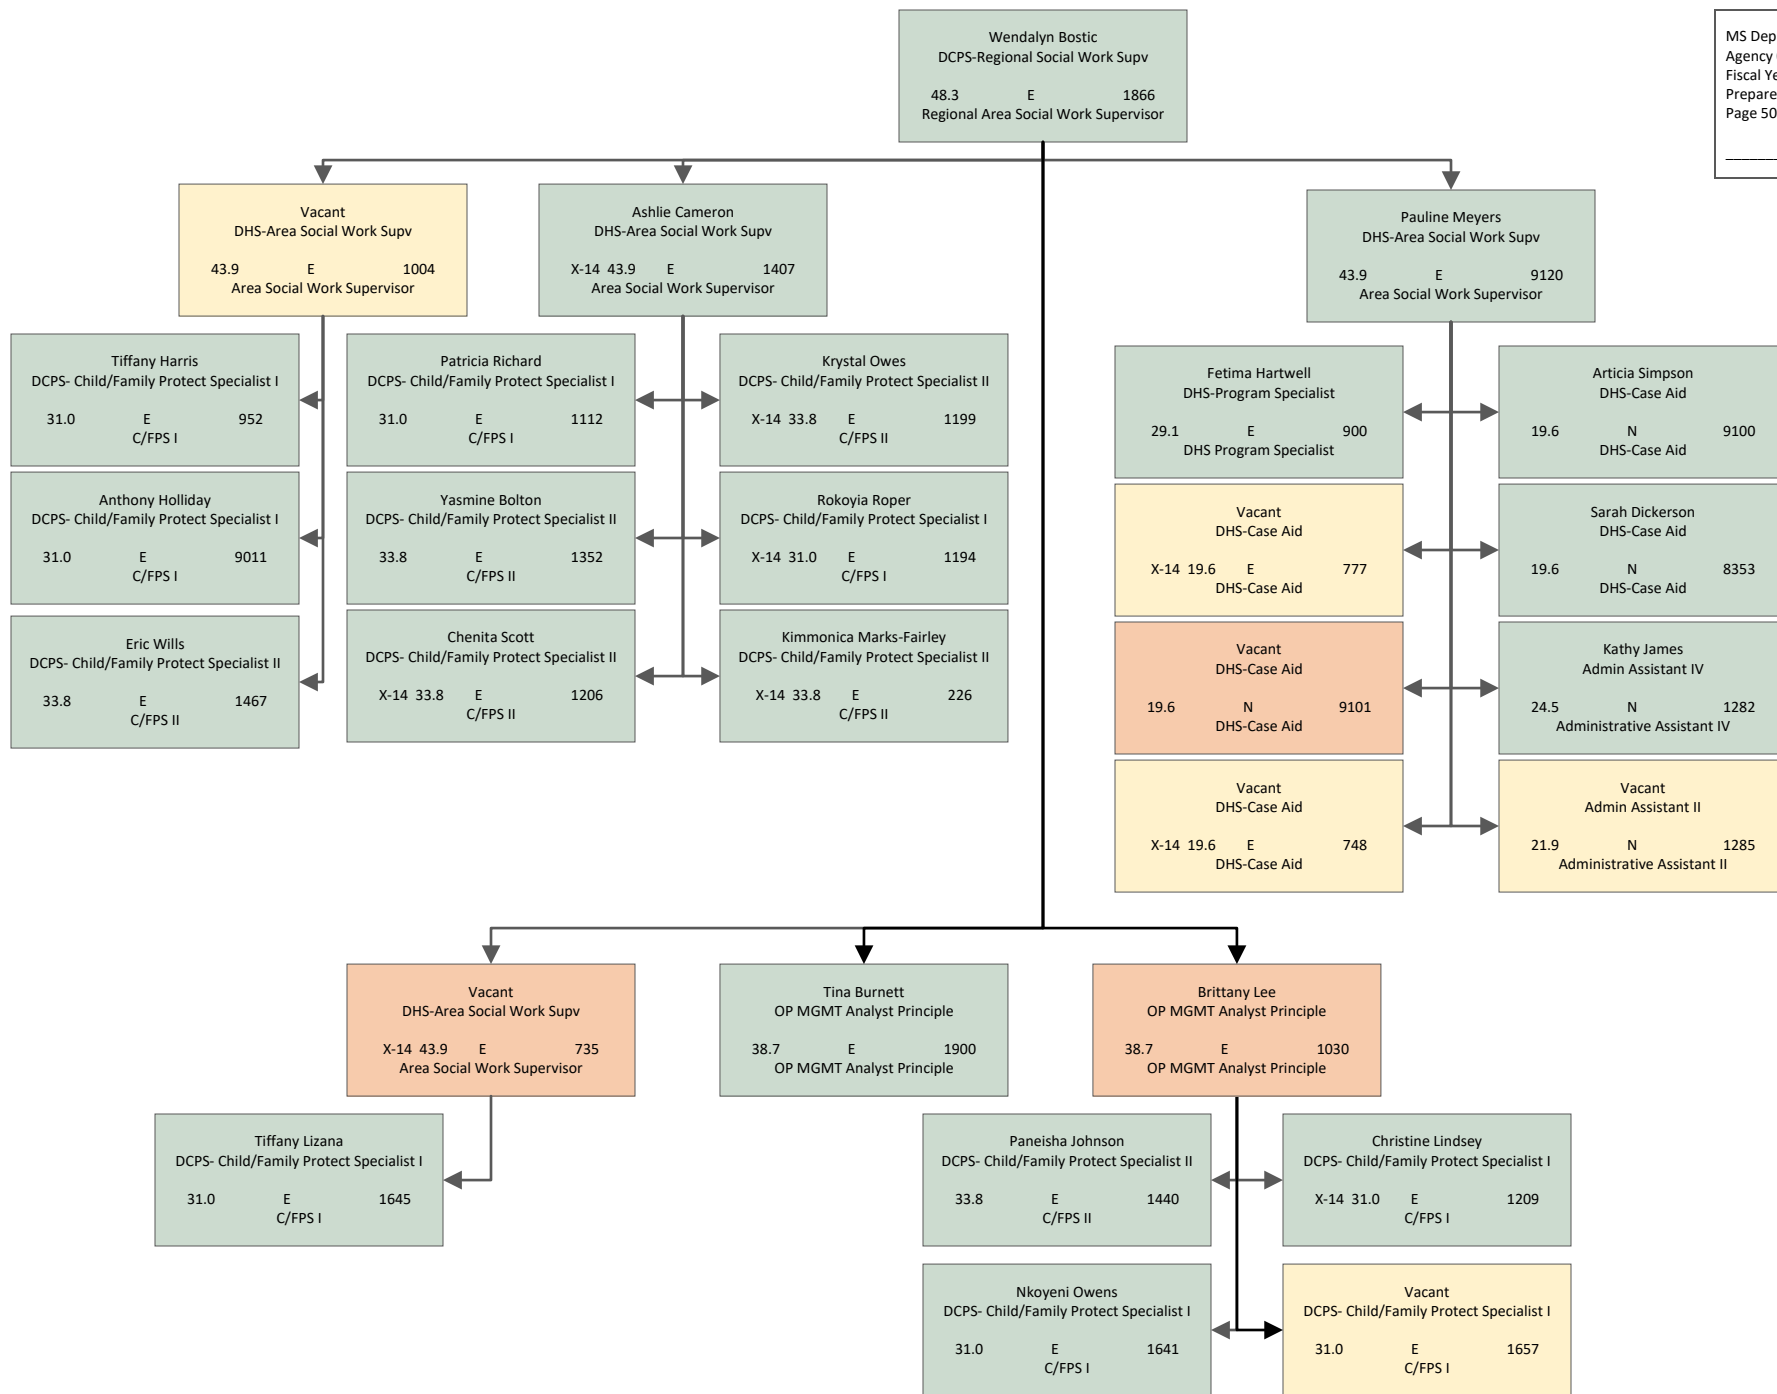 Wendalyn Bostic
DCPS-Regional Social Work Supv
48.3 E 1866
Regional Area Social Work Supervisor
MS Dep
Agency
Fiscal Ye
Prepare
Page 50
Vacant
DHS-Area Social Work Supv
43.9 E 1004
Area Social Work Supervisor
Ashlie Cameron
DHS-Area Social Work Supv
X-14 43.9 E 1407
Area Social Work Supervisor
Pauline Meyers
DHS-Area Social Work Supv
43.9 E 9120
Area Social Work Supervisor
Tiffany Harris
DCPS- Child/Family Protect Specialist I
31.0 E 952
C/FPS I
Patricia Richard
DCPS- Child/Family Protect Specialist I
31.0 E 1112
C/FPS I
Krystal Owes
DCPS- Child/Family Protect Specialist II
X-14 33.8 E 1199
C/FPS II
Fetima Hartwell
DHS-Program Specialist
29.1 E 900
DHS Program Specialist
Articia Simpson
DHS-Case Aid
19.6 N 9100
DHS-Case Aid
Anthony Holliday
DCPS- Child/Family Protect Specialist I
31.0 E 9011
C/FPS I
Yasmine Bolton
DCPS- Child/Family Protect Specialist II
33.8 E 1352
C/FPS II
Rokoyia Roper
DCPS- Child/Family Protect Specialist I
X-14 31.0 E 1194
C/FPS I
Vacant
DHS-Case Aid
X-14 19.6 E 777
DHS-Case Aid
Sarah Dickerson
DHS-Case Aid
19.6 N 8353
DHS-Case Aid
Eric Wills
DCPS- Child/Family Protect Specialist II
33.8 E 1467
C/FPS II
Chenita Scott
DCPS- Child/Family Protect Specialist II
X-14 33.8 E 1206
C/FPS II
Kimmonica Marks-Fairley
DCPS- Child/Family Protect Specialist II
X-14 33.8 E 226
C/FPS II
Vacant
DHS-Case Aid
19.6 N 9101
DHS-Case Aid
Kathy James
Admin Assistant IV
24.5 N 1282
Administrative Assistant IV
Vacant
DHS-Case Aid
X-14 19.6 E 748
DHS-Case Aid
Vacant
Admin Assistant II
21.9 N 1285
Administrative Assistant II
Vacant
DHS-Area Social Work Supv
X-14 43.9 E 735
Area Social Work Supervisor
Tina Burnett
OP MGMT Analyst Principle
38.7 E 1900
OP MGMT Analyst Principle
Brittany Lee
OP MGMT Analyst Principle
38.7 E 1030
OP MGMT Analyst Principle
Tiffany Lizana
DCPS- Child/Family Protect Specialist I
31.0 E 1645
C/FPS I
Paneisha Johnson
DCPS- Child/Family Protect Specialist II
33.8 E 1440
C/FPS II
Christine Lindsey
DCPS- Child/Family Protect Specialist I
X-14 31.0 E 1209
C/FPS I
Nkoyeni Owens
DCPS- Child/Family Protect Specialist I
31.0 E 1641
C/FPS I
Vacant
DCPS- Child/Family Protect Specialist I
31.0 E 1657
C/FPS I